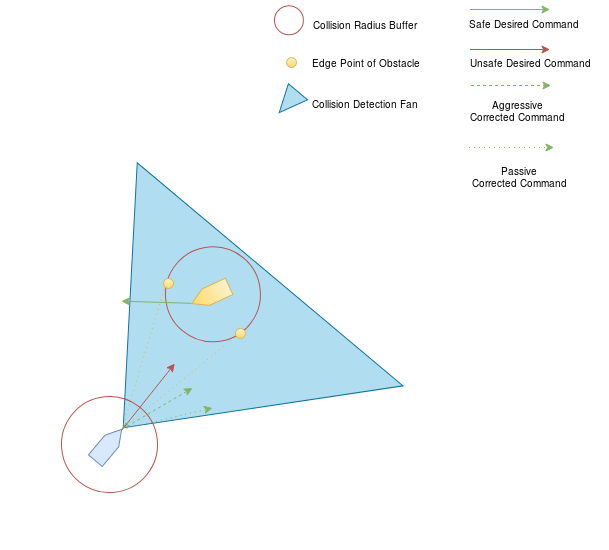 Collision Radius Buffer
Edge Point of Obstacle
Collision Detection Fan
Safe Desired Command
Unsafe Desired Command
Aggressive
Corrected Command
Passive
Corrected Command